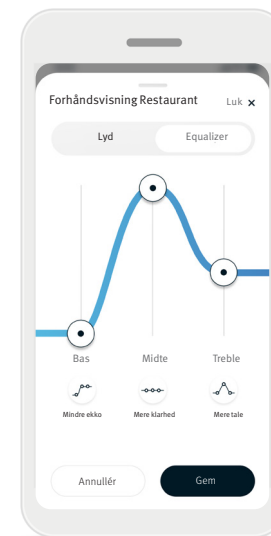 Forhåndsvisning Restaurant Luk ×
Lyd Equalizer
Bas Midte Treble
Mindre ekko Mere klarhed Mere tale
Annullér Gem